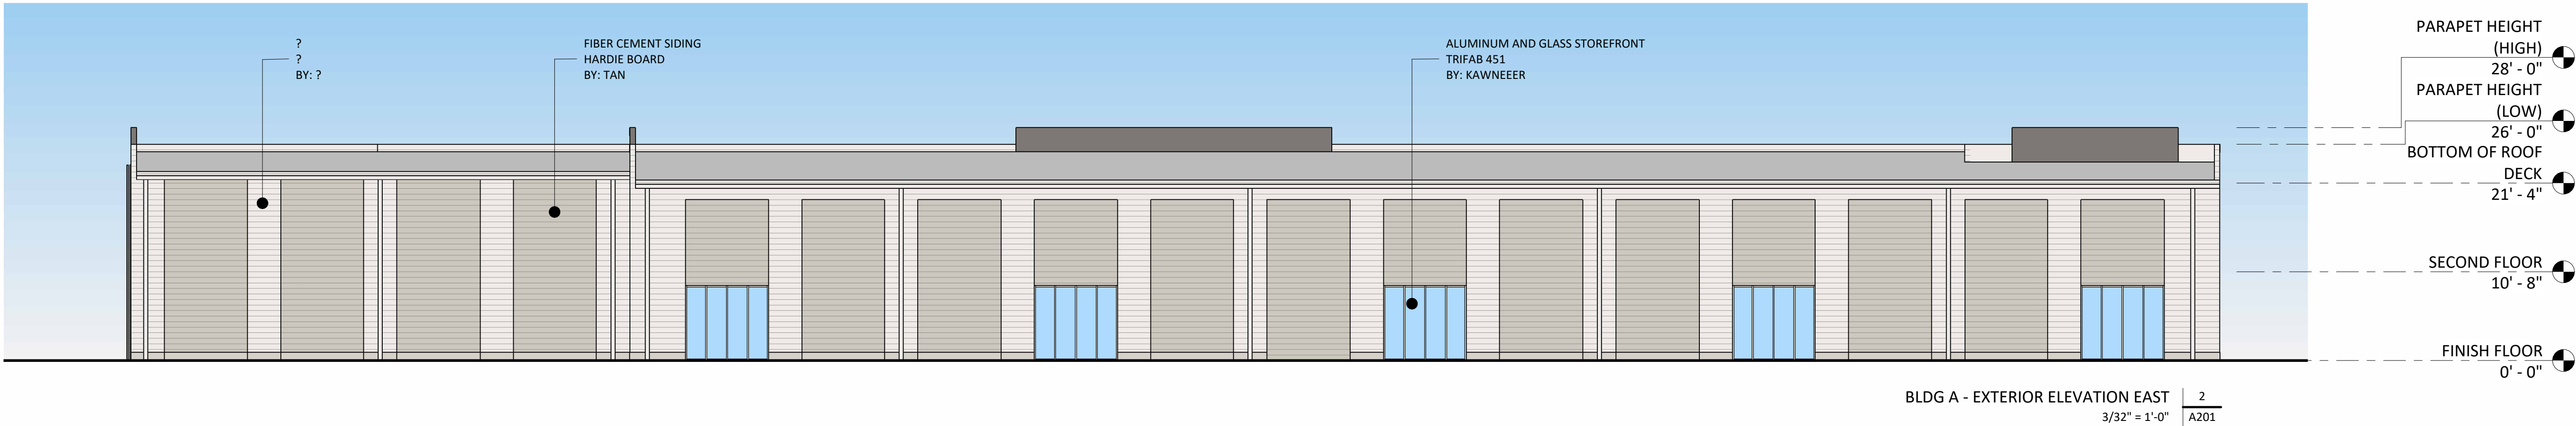 ?
?
BY: ?
FIBER CEMENT SIDING
HARDIE BOARD
BY: TAN
ALUMINUM AND GLASS STOREFRONT
TRIFAB 451
BY: KAWNEEER
PARAPET HEIGHT
(HIGH)
28' - 0"
PARAPET HEIGHT
(LOW)
26' - 0"
BOTTOM OF ROOF
DECK
21' - 4"
SECOND FLOOR
10' - 8"
FINISH FLOOR
0' - 0"
BLDG A - EXTERIOR ELEVATION EAST
3/32" = 1'-0"
2
A201